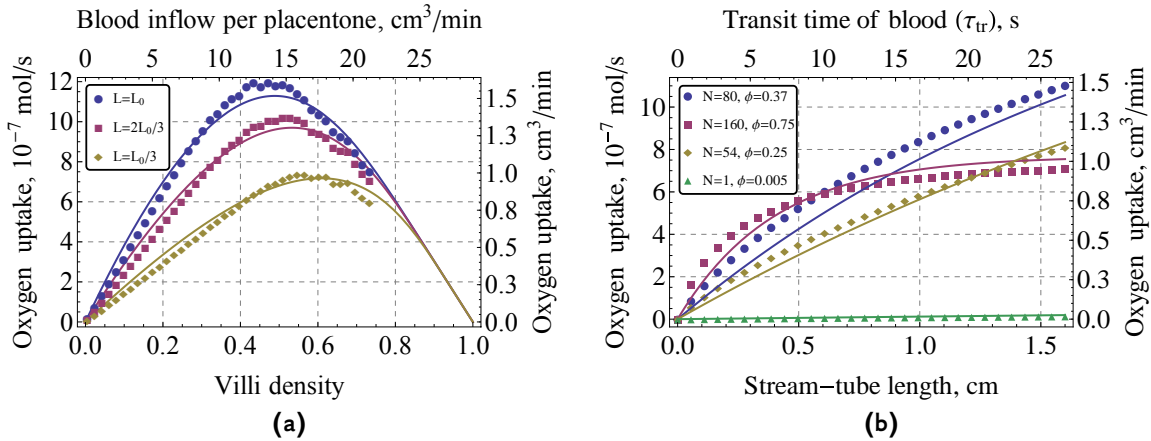 Blood inflow per placentone, cm³/min
0 5 10 15 20 25
Oxygen uptake, 10⁻⁷ mol/s
12
10
8
6
4
2
0
L=L₀
L=2L₀/3
L=L₀/3
1.5
1.3
1.0
0.8
0.5
0.3
0.0
Oxygen uptake, cm³/min
0.0 0.2 0.4 0.6 0.8 1.0
Villi density
(a)
Transit time of blood (τtr), s
0 5 10 15 20 25
Oxygen uptake, 10⁻⁷ mol/s
10
8
6
4
2
0
N=80, ϕ=0.37
N=160, ϕ=0.75
N=54, ϕ=0.25
N=1, ϕ=0.005
1.5
1.3
1.0
0.8
0.5
0.3
0.0
Oxygen uptake, cm³/min
0.0 0.5 1.0 1.5
Stream−tube length, cm
(b)